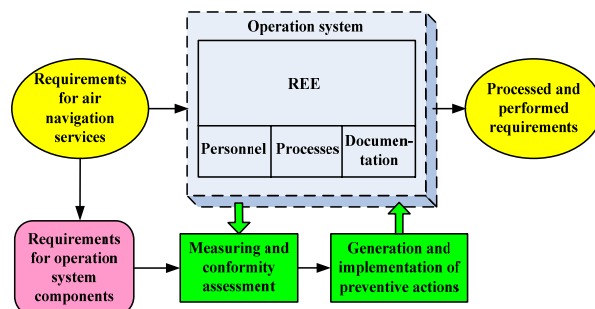 Operation system
Requirements
for air
navigation
services
REE
Personnel
Processes
Documen-
tation
Processed and
performed
requirements
Requirements
for operation
system
components
Measuring and
conformity
assessment
Generation and
implementation of
preventive actions